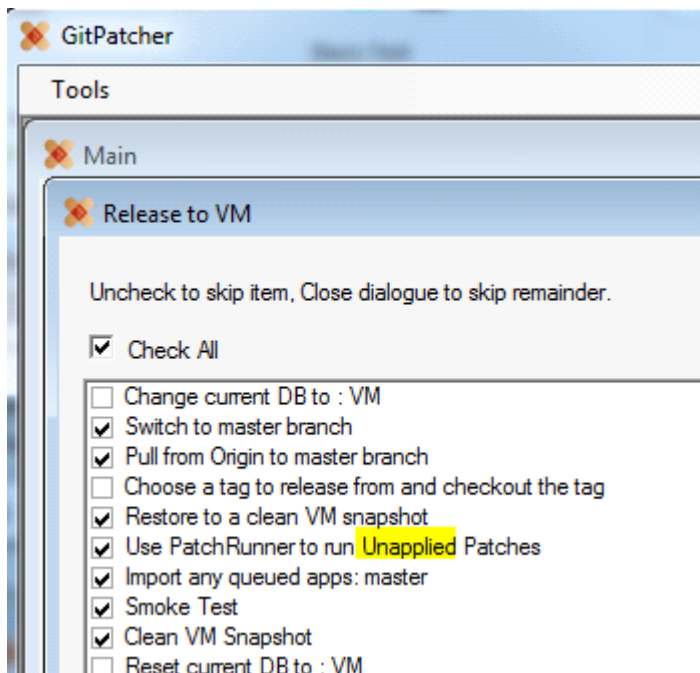 GitPatcher
Tools
Main
Release to VM
Uncheck to skip item, Close dialogue to skip remainder.
Check All
Change current DB to : VM
Switch to master branch
Pull from Origin to master branch
Choose a tag to release from and checkout the tag
Restore to a clean VM snapshot
Use PatchRunner to run Unapplied Patches
Import any queued apps: master
Smoke Test
Clean VM Snapshot
Reset current DB to : VM